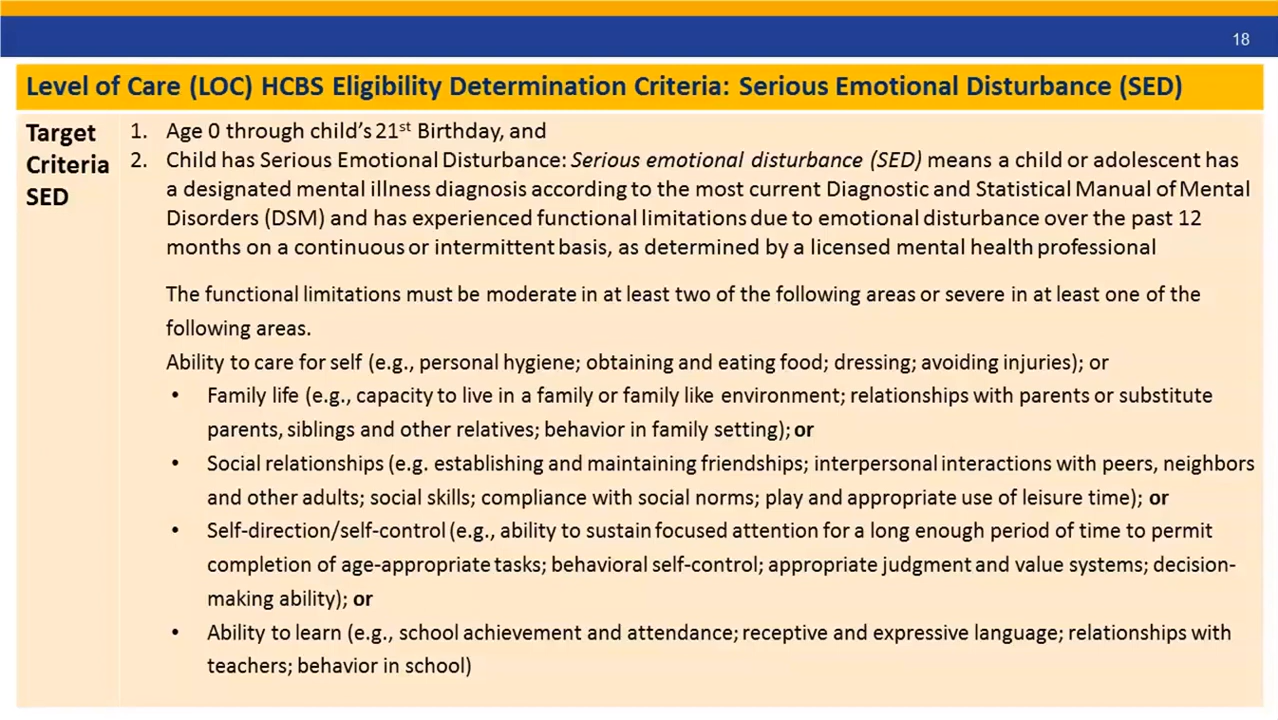 18
Level of Care (LOC) HCBS Eligibility Determination Criteria: Serious Emotional Disturbance (SED)
Target
Criteria
SED
1. Age 0 through child's 21st Birthday, and
2. Child has Serious Emotional Disturbance: Serious emotional disturbance (SED) means a child or adolescent has
a designated mental illness diagnosis according to the most current Diagnostic and Statistical Manual of Mental
Disorders (DSM) and has experienced functional limitations due to emotional disturbance over the past 12
months on a continuous or intermittent basis, as determined by a licensed mental health professional
The functional limitations must be moderate in at least two of the following areas or severe in at least one of the
following areas.
Ability to care for self (e.g., personal hygiene; obtaining and eating food; dressing; avoiding injuries); or
• Family life (e.g., capacity to live in a family or family like environment; relationships with parents or substitute
parents, siblings and other relatives; behavior in family setting); or
• Social relationships (e.g. establishing and maintaining friendships; interpersonal interactions with peers, neighbors
and other adults; social skills; compliance with social norms; play and appropriate use of leisure time); or
• Self-direction/self-control (e.g., ability to sustain focused attention for a long enough period of time to permit
completion of age-appropriate tasks; behavioral self-control; appropriate judgment and value systems; decision-
making ability); or
• Ability to learn (e.g., school achievement and attendance; receptive and expressive language; relationships with
teachers; behavior in school)